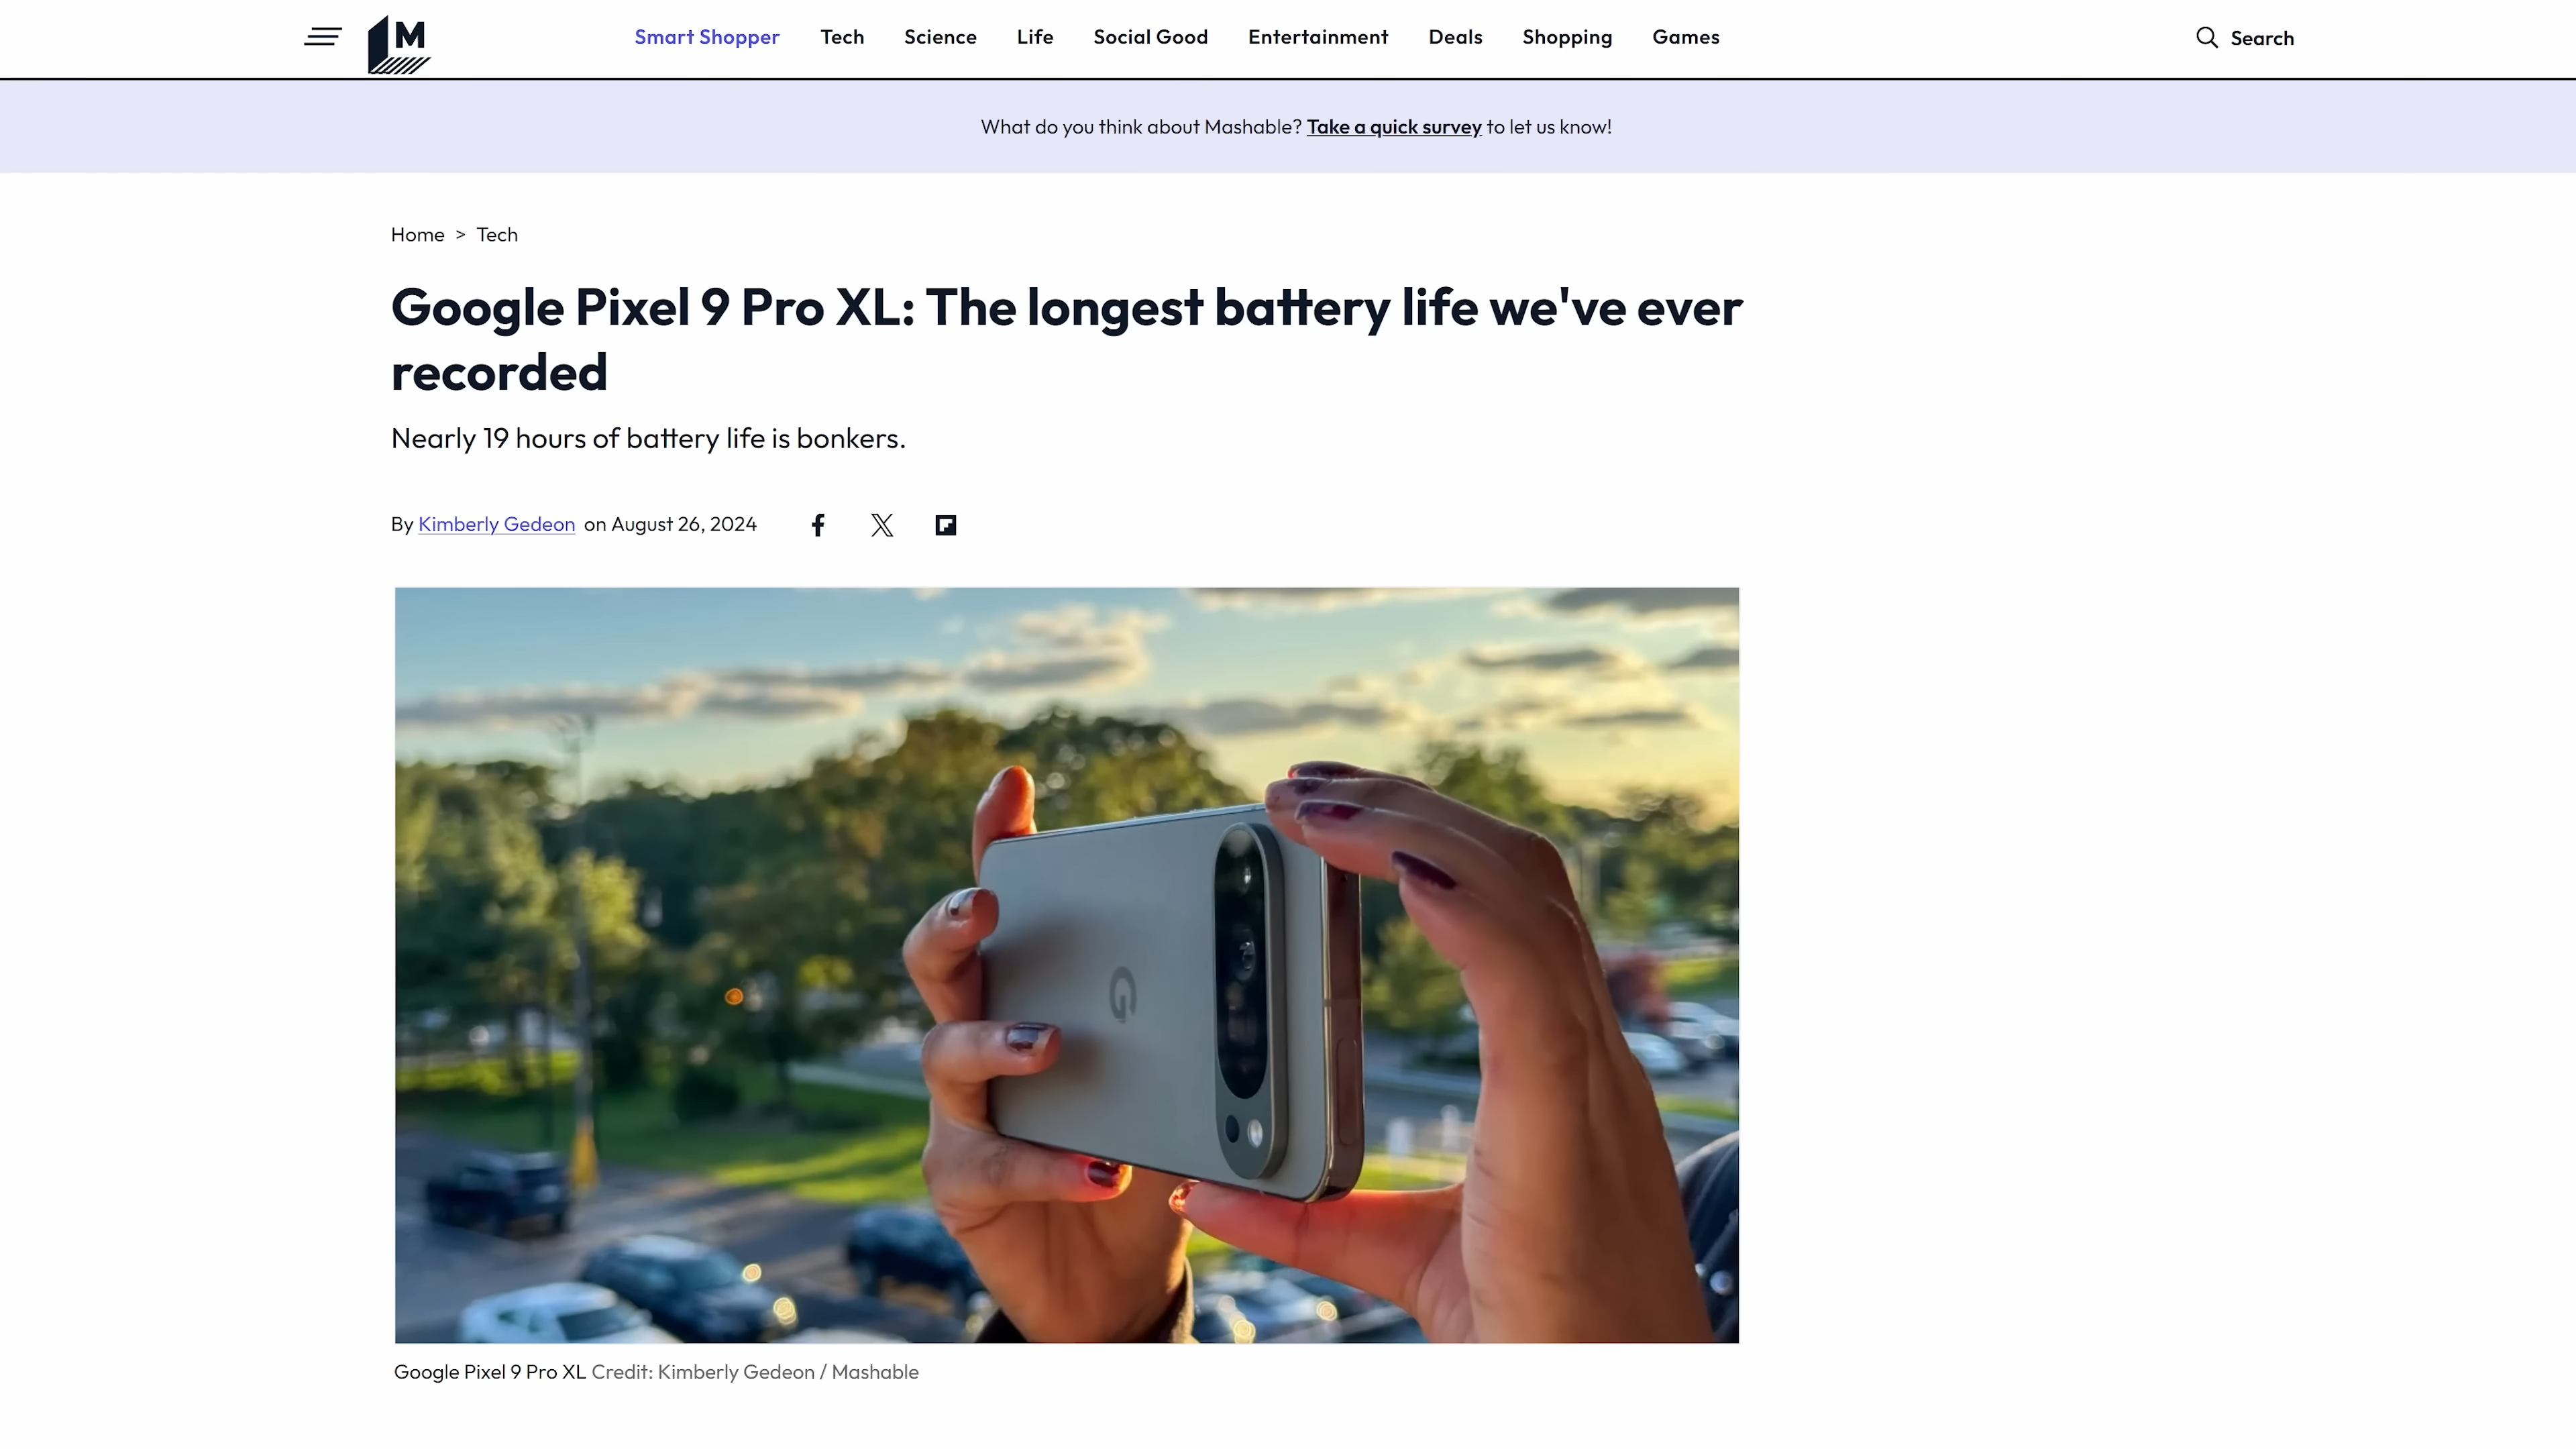 M
Smart Shopper Tech Science Life Social Good Entertainment Deals Shopping Games
Search
What do you think about Mashable? Take a quick survey to let us know!
Home > Tech
Google Pixel 9 Pro XL: The longest battery life we've ever
recorded
Nearly 19 hours of battery life is bonkers.
By Kimberly Gedeon on August 26, 2024
G
Google Pixel 9 Pro XL Credit: Kimberly Gedeon / Mashable